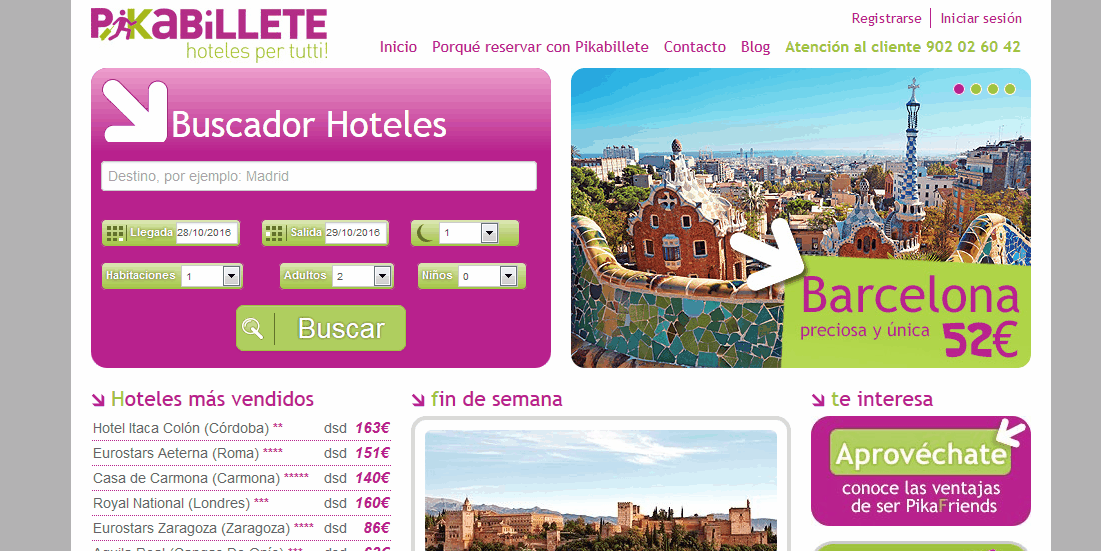 PiKABiLLETE
hoteles per tutti!
Registrarse
Iniciar sesión
Inicio
Porqué reservar con Pikabillete
Contacto
Blog
Atención al cliente 902 02 60 42
Buscador Hoteles
Destino, por ejemplo: Madrid
Llegada 28/10/2016
Salida 29/10/2016
1
Habitaciones 1
Adultos 2
Niños 0
Buscar
Barcelona
preciosa y única 52€
Hoteles más vendidos
Hotel Itaca Colón (Córdoba) ** dsd 163€
Eurostars Aeterna (Roma) **** dsd 151€
Casa de Carmona (Carmona) ***** dsd 140€
Royal National (Londres) *** dsd 160€
Eurostars Zaragoza (Zaragoza) **** dsd 86€
fin de semana
te interesa
Aprovéchate
conoce las ventajas
de ser PikaFriends